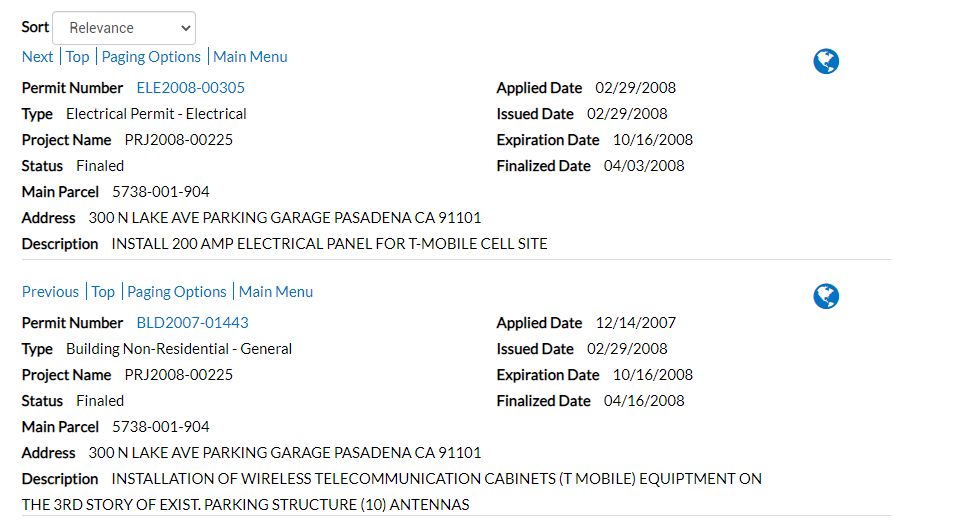 Sort Relevance
Next | Top | Paging Options | Main Menu
Permit Number ELE2008-00305 Applied Date 02/29/2008
Type Electrical Permit - Electrical Issued Date 02/29/2008
Project Name PRJ2008-00225 Expiration Date 10/16/2008
Status Finaled Finalized Date 04/03/2008
Main Parcel 5738-001-904
Address 300 N LAKE AVE PARKING GARAGE PASADENA CA 91101
Description INSTALL 200 AMP ELECTRICAL PANEL FOR T-MOBILE CELL SITE
Previous | Top | Paging Options | Main Menu
Permit Number BLD2007-01443 Applied Date 12/14/2007
Type Building Non-Residential - General Issued Date 02/29/2008
Project Name PRJ2008-00225 Expiration Date 10/16/2008
Status Finaled Finalized Date 04/16/2008
Main Parcel 5738-001-904
Address 300 N LAKE AVE PARKING GARAGE PASADENA CA 91101
Description INSTALLATION OF WIRELESS TELECOMMUNICATION CABINETS (T MOBILE) EQUIPTMENT ON
THE 3RD STORY OF EXIST. PARKING STRUCTURE (10) ANTENNAS